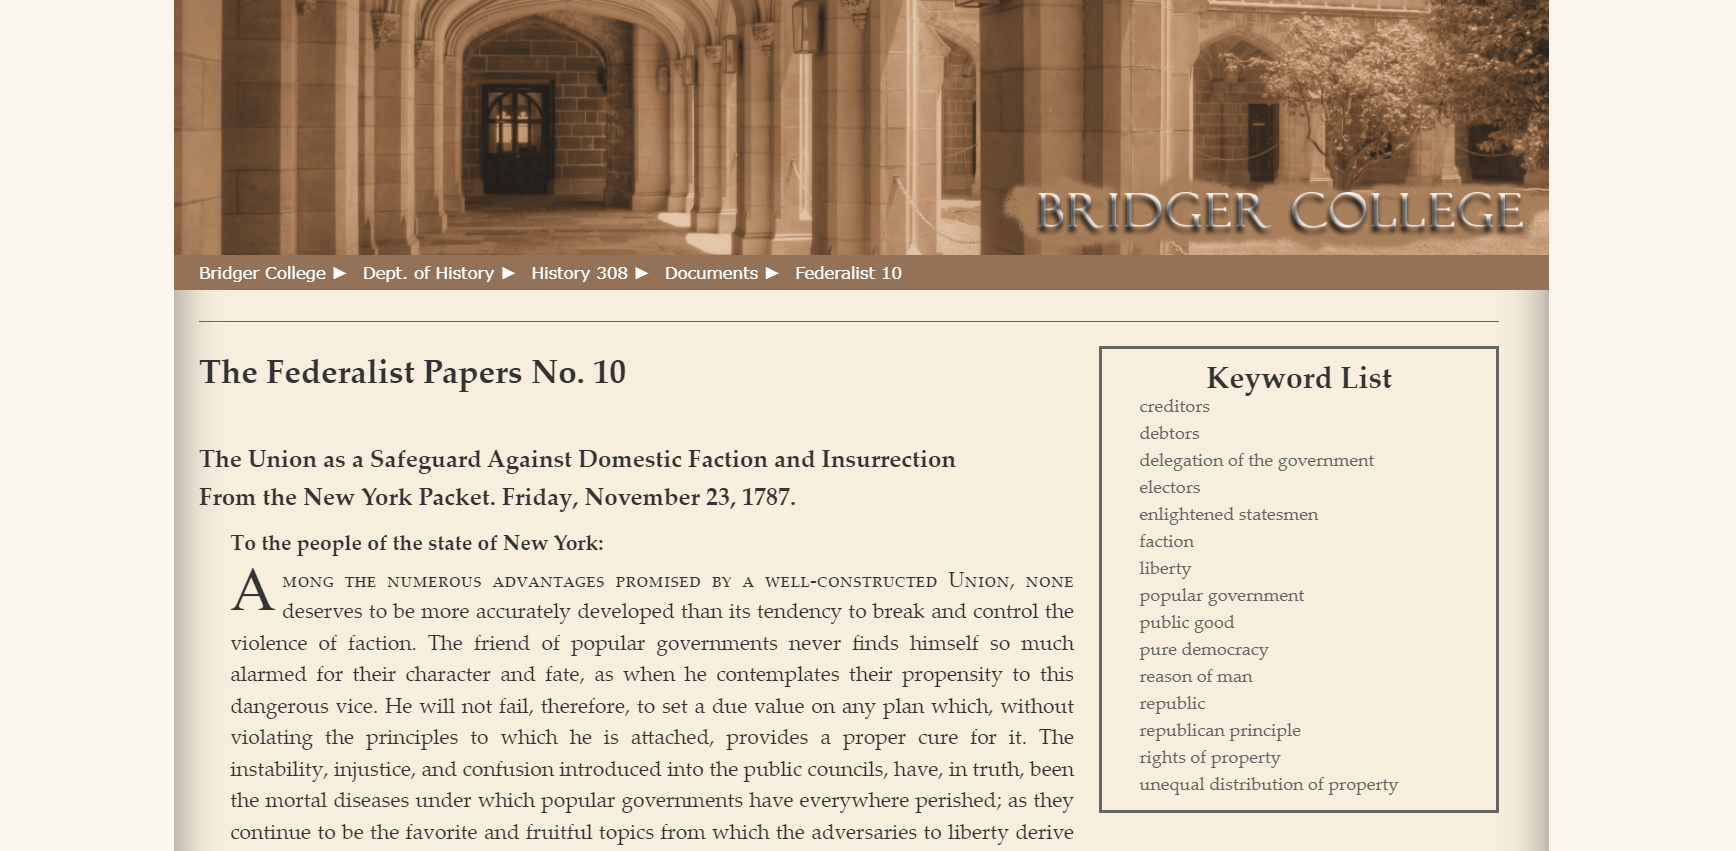 BRIDGER COLLEGE
Bridger College ► Dept. of History ► History 308 ► Documents ► Federalist 10
The Federalist Papers No. 10
The Union as a Safeguard Against Domestic Faction and Insurrection
From the New York Packet. Friday, November 23, 1787.
To the people of the state of New York:
Among the numerous advantages promised by a well-constructed Union, none
deserves to be more accurately developed than its tendency to break and control the
violence of faction. The friend of popular governments never finds himself so much
alarmed for their character and fate, as when he contemplates their propensity to this
dangerous vice. He will not fail, therefore, to set a due value on any plan which, without
violating the principles to which he is attached, provides a proper cure for it. The
instability, injustice, and confusion introduced into the public councils, have, in truth, been
the mortal diseases under which popular governments have everywhere perished; as they
continue to be the favorite and fruitful topics from which the adversaries to liberty derive
Keyword List
creditors
debtors
delegation of the government
electors
enlightened statesmen
faction
liberty
popular government
public good
pure democracy
reason of man
republic
republican principle
rights of property
unequal distribution of property